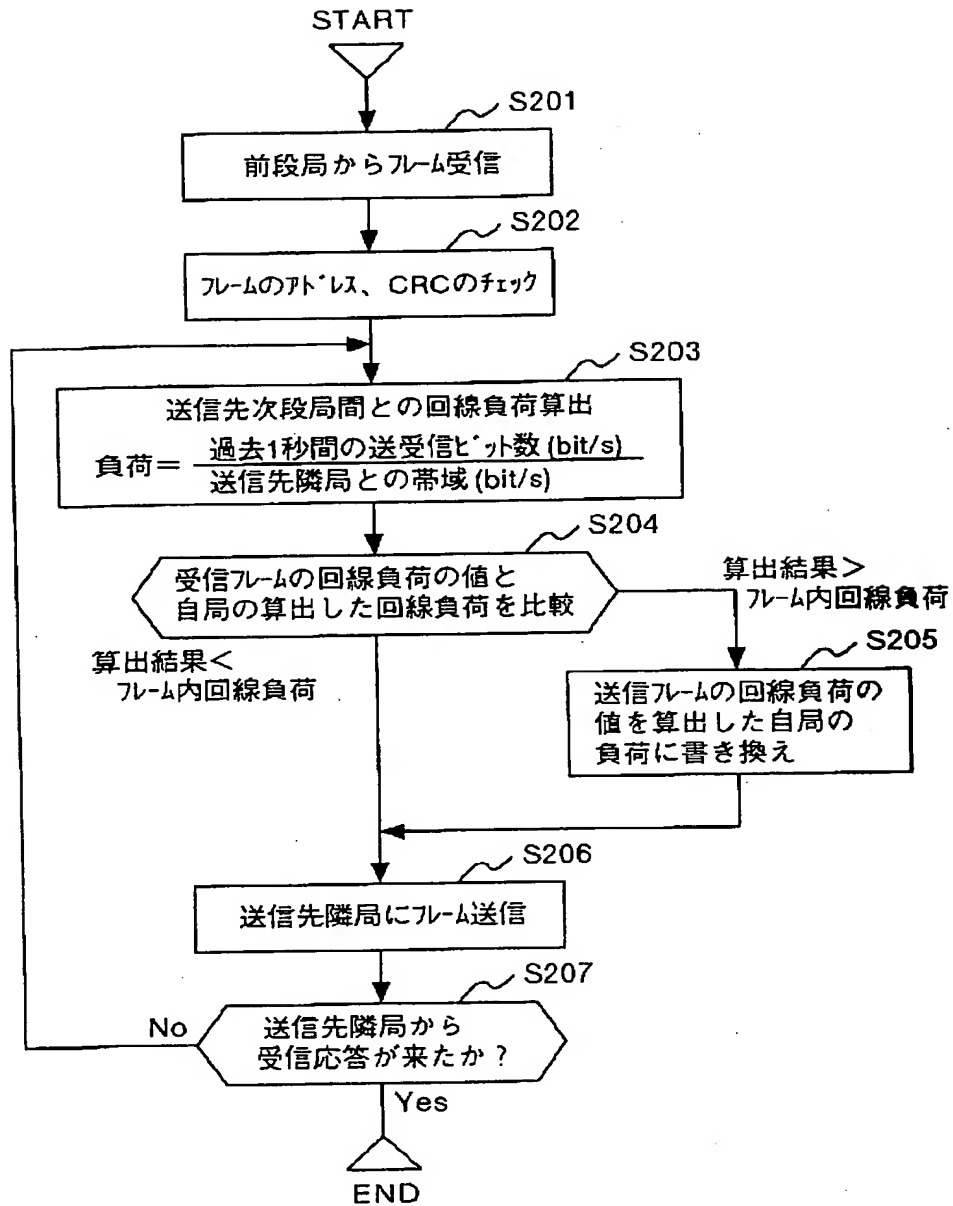 START
S201
前段局からフレーム受信
S202
フレームのアドレス、CRCのチェック
S203
送信先次段局間との回線負荷算出
負荷＝ 過去1秒間の送受信ビット数(bit/s)
送信先隣局との帯域(bit/s)
S204
受信フレームの回線負荷の値と
自局の算出した回線負荷を比較
算出結果＞
フレーム内回線負荷
算出結果＜
フレーム内回線負荷
S205
送信フレームの回線負荷の
値を算出した自局の
負荷に書き換え
S206
送信先隣局にフレーム送信
S207
送信先隣局から
受信応答が来たか？
No
Yes
END